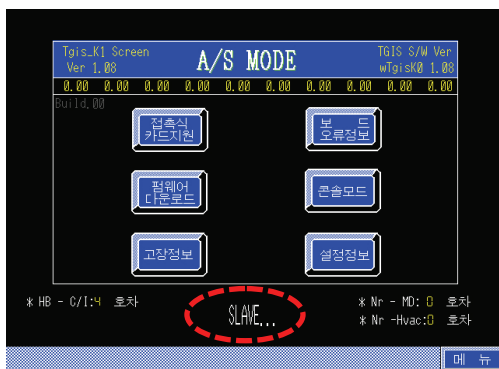 Tgis_K1 Screen
Ver 1.08
A/S MODE
TGIS S/W Ver
wTgisK0 1.08
0.00 0.00 0.00 0.00 0.00 0.00 0.00 0.00 0.00 0.00
Build.00
접촉식
카드지원
보 드
오류정보
펌웨어
다운로드
콘솔모드
고장정보
설정정보
* HB - C/I:4 호차
SLAVE...
* Nr - MD: 0 호차
* Nr -Hvac:0 호차
메 뉴